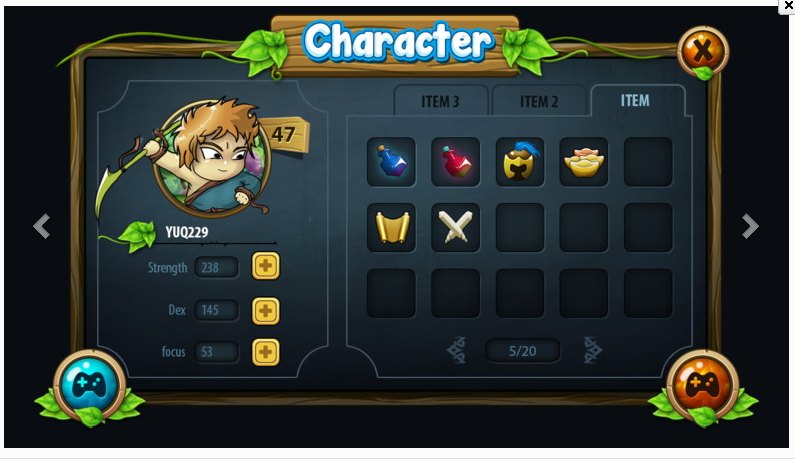 Character
47
ITEM 3
ITEM 2
ITEM
YUQ229
Strength 238
Dex 145
focus 53
5/20